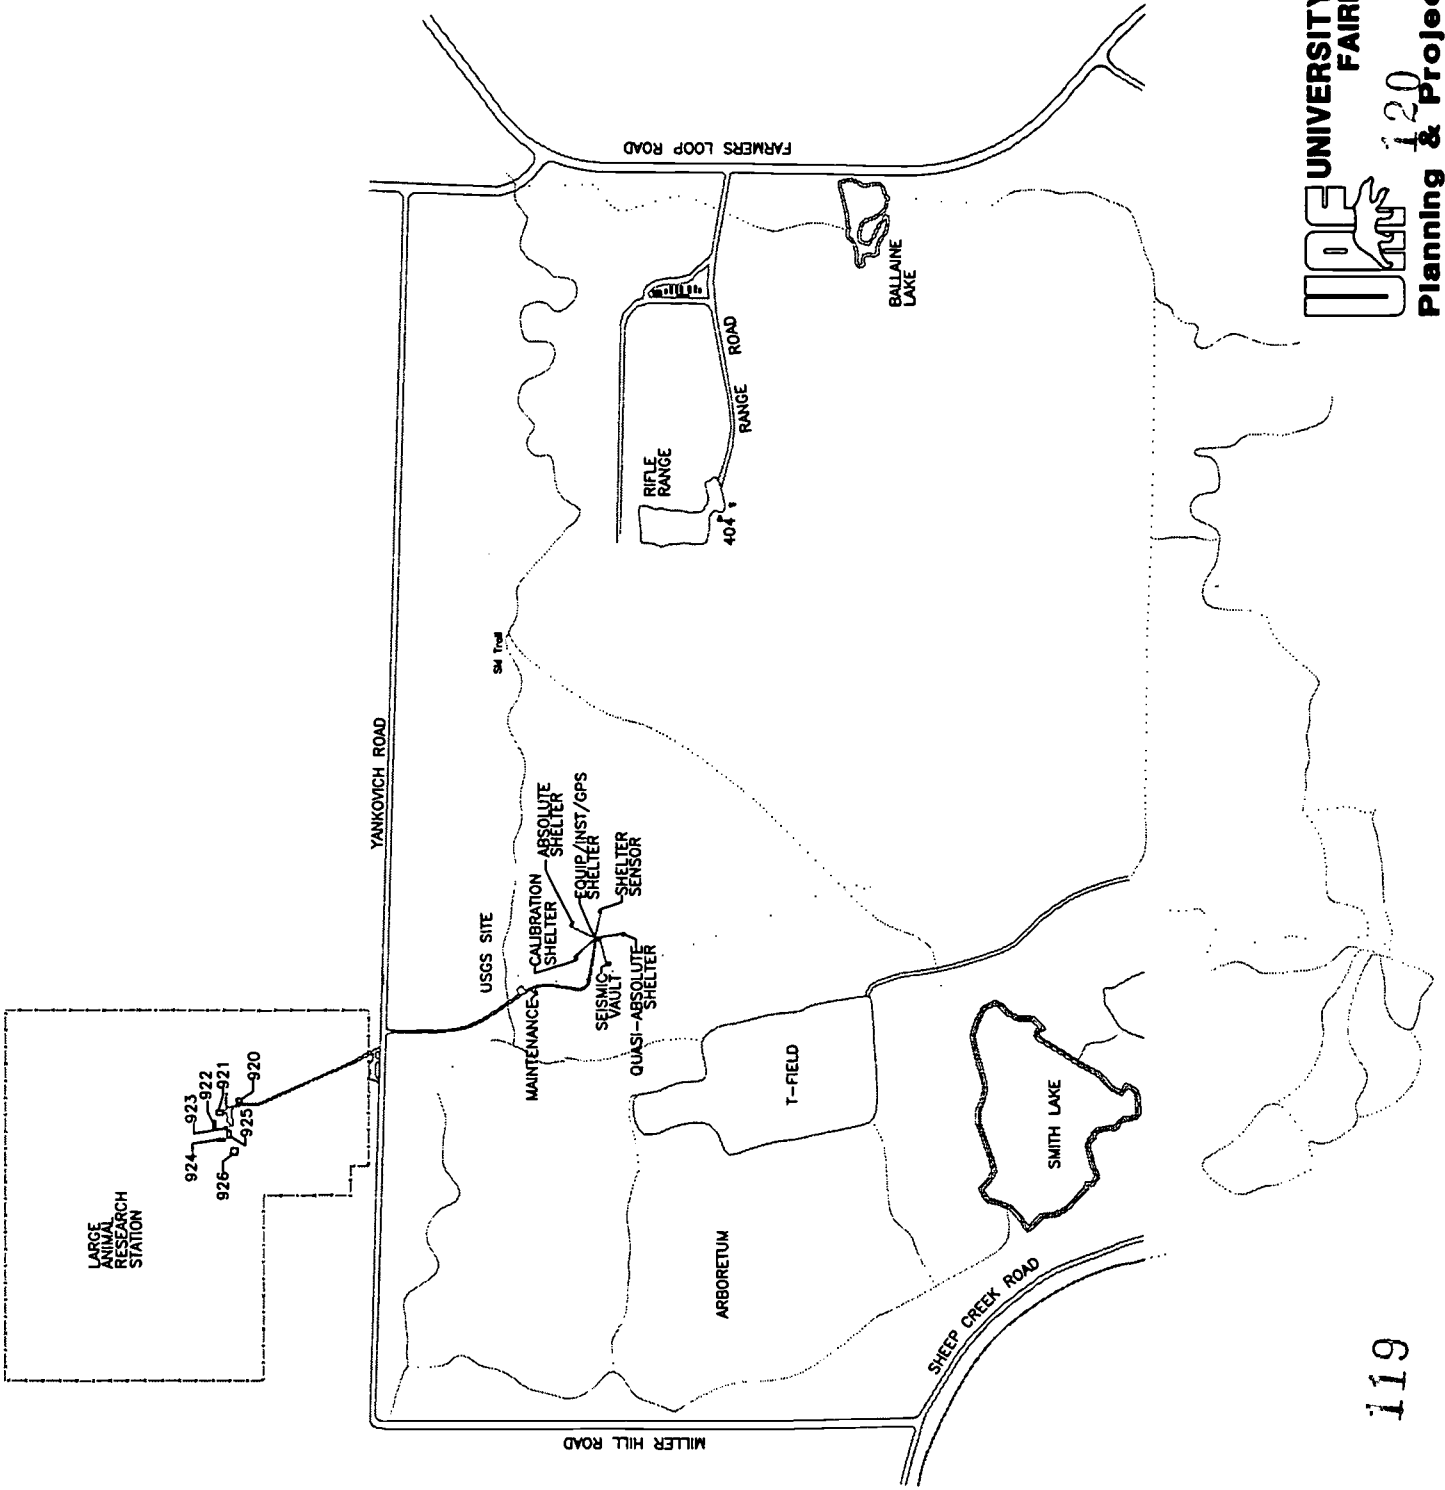 LARGE
ANIMAL
RESEARCH
STATION
923
922
921
920
924
925
926
YANKOVICH ROAD
FARMERS LOOP ROAD
MILLER HILL ROAD
SHEEP CREEK ROAD
USGS SITE
MAINTENANCE
CALIBRATION
SHELTER
ABSOLUTE
SHELTER
EQUIP/INST/GPS
SHELTER
SHELTER
SENSOR
SEISMIC
VAULT
QUASI-ABSOLUTE
SHELTER
Ski Trail
RIFLE
RANGE
404
RANGE ROAD
BALLAINE
LAKE
T-FIELD
ARBORETUM
SMITH LAKE
UAF
UNIVERSITY
FAIR
120
Planning & Projec
119